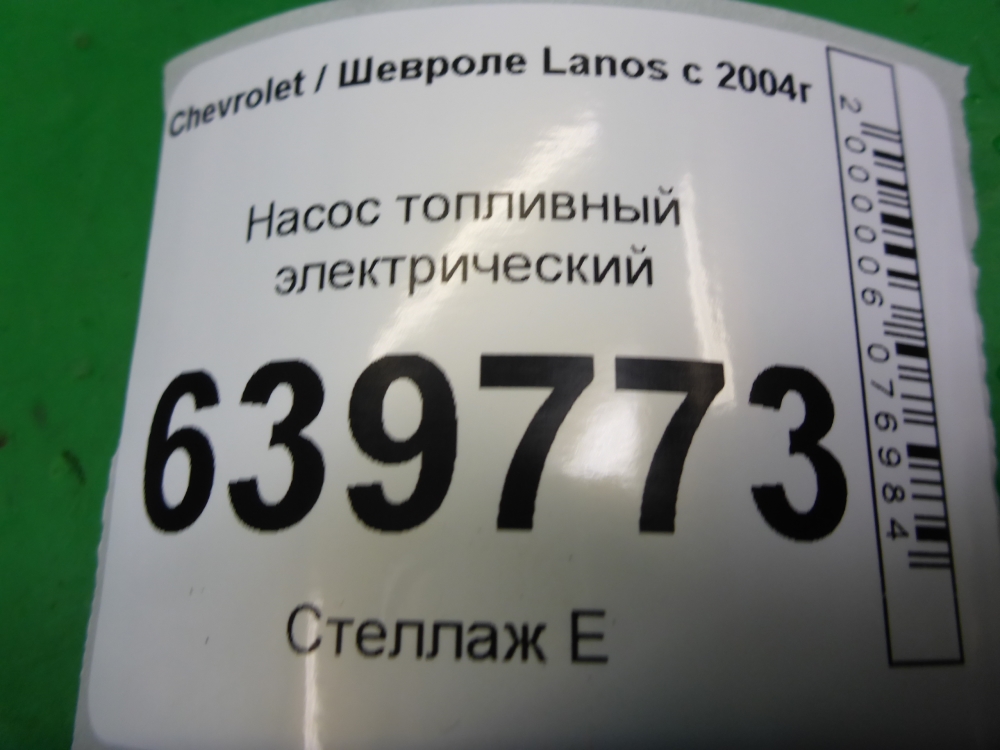 Chevrolet / Шевроле Lanos с 2004г
Насос топливный
электрический
639773
Стеллаж Е
2000006076984